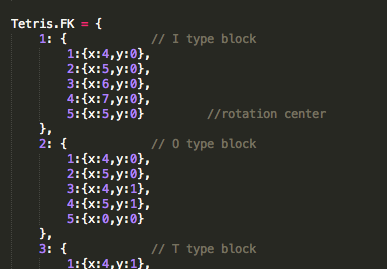 Tetris.FK = {
    1: {            // I type block
        1:{x:4,y:0},
        2:{x:5,y:0},
        3:{x:6,y:0},
        4:{x:7,y:0},
        5:{x:5,y:0}         //rotation center
    },
    2: {            // O type block
        1:{x:4,y:0},
        2:{x:5,y:0},
        3:{x:4,y:1},
        4:{x:5,y:1},
        5:{x:0,y:0}
    },
    3: {            // T type block
        1:{x:4,y:1},